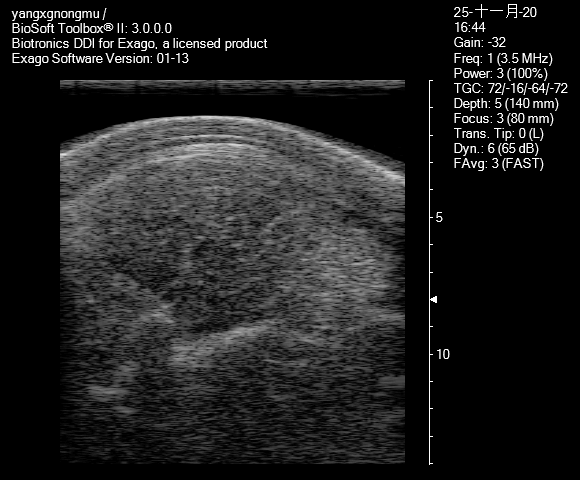 yangxgnongmu /
BioSoft Toolbox® II: 3.0.0.0
Biotronics DDI for Exago, a licensed product
Exago Software Version: 01-13
25-十一月-20
16:44
Gain: -32
Freq: 1 (3.5 MHz)
Power: 3 (100%)
TGC: 72/-16/-64/-72
Depth: 5 (140 mm)
Focus: 3 (80 mm)
Trans. Tip: 0 (L)
Dyn.: 6 (65 dB)
FAvg: 3 (FAST)
5
10